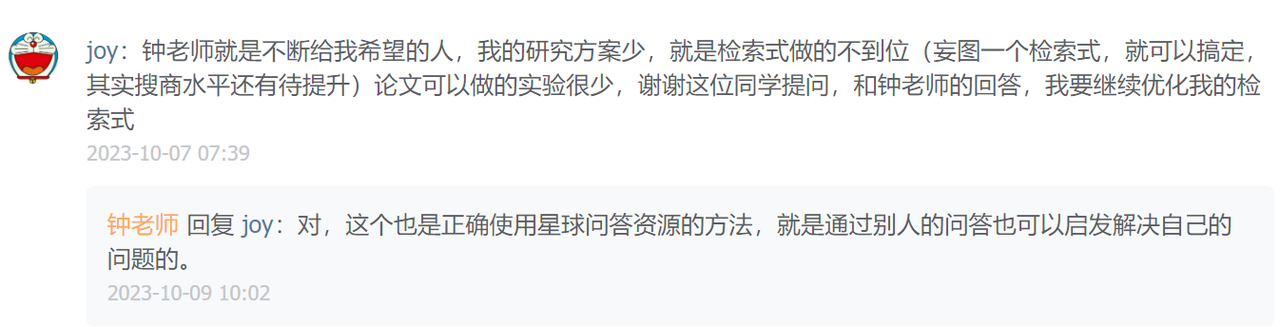 joy：钟老师就是不断给我希望的人，我的研究方案少，就是检索式做的不到位（妄图一个检索式，就可以搞定，
其实搜商水平还有待提升）论文可以做的实验很少，谢谢这位同学提问，和钟老师的回答，我要继续优化我的检
索式
2023-10-07 07:39
钟老师 回复 joy：对，这个也是正确使用星球问答资源的方法，就是通过别人的问答也可以启发解决自己的
问题的。
2023-10-09 10:02